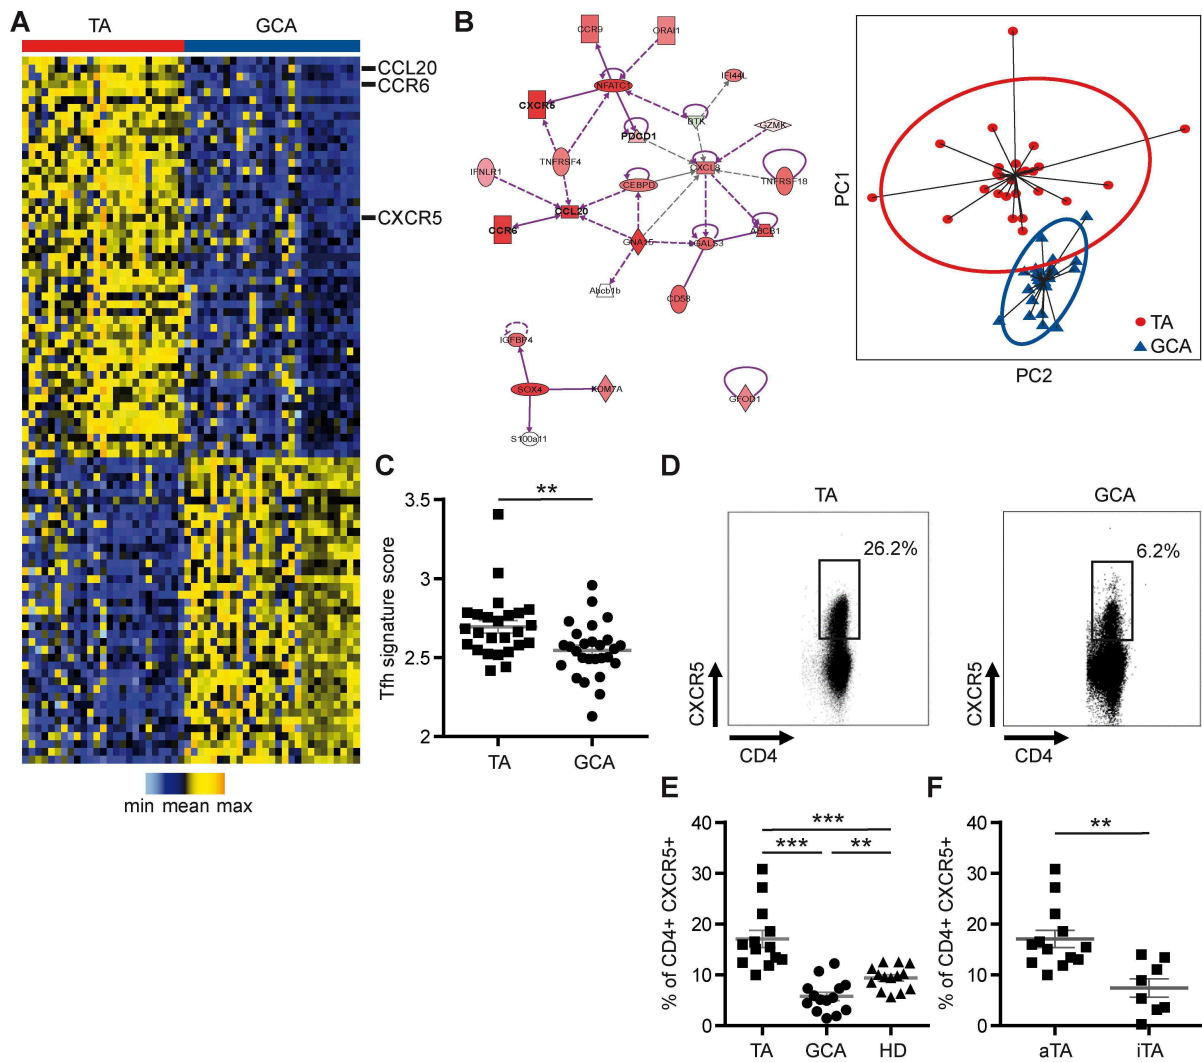 A
TA
GCA
CCL20
CCR6
CXCR5
min mean max
B
CCR9
ORAI1
IFI44L
NFATC1
CXCR5
BTK
GZMK
PDCD1
TNFRSF4
CXCL8
IFNLR1
CEBPD
TNFRSF18
CCL20
CCR6
GNA15
LGALS3
ABCB1
Abcb1b
CD58
IGFBP4
SOX4
KDM7A
GFOD1
S100a11
PC1
TA
GCA
PC2
C
**
Tfh signature score
3.5
3
2.5
2
TA
GCA
D
TA
GCA
26.2%
6.2%
CXCR5
CD4
CXCR5
CD4
E
% of CD4+ CXCR5+
40
30
20
10
0
***
***
**
TA
GCA
HD
F
% of CD4+ CXCR5+
40
30
20
10
0
**
aTA
iTA